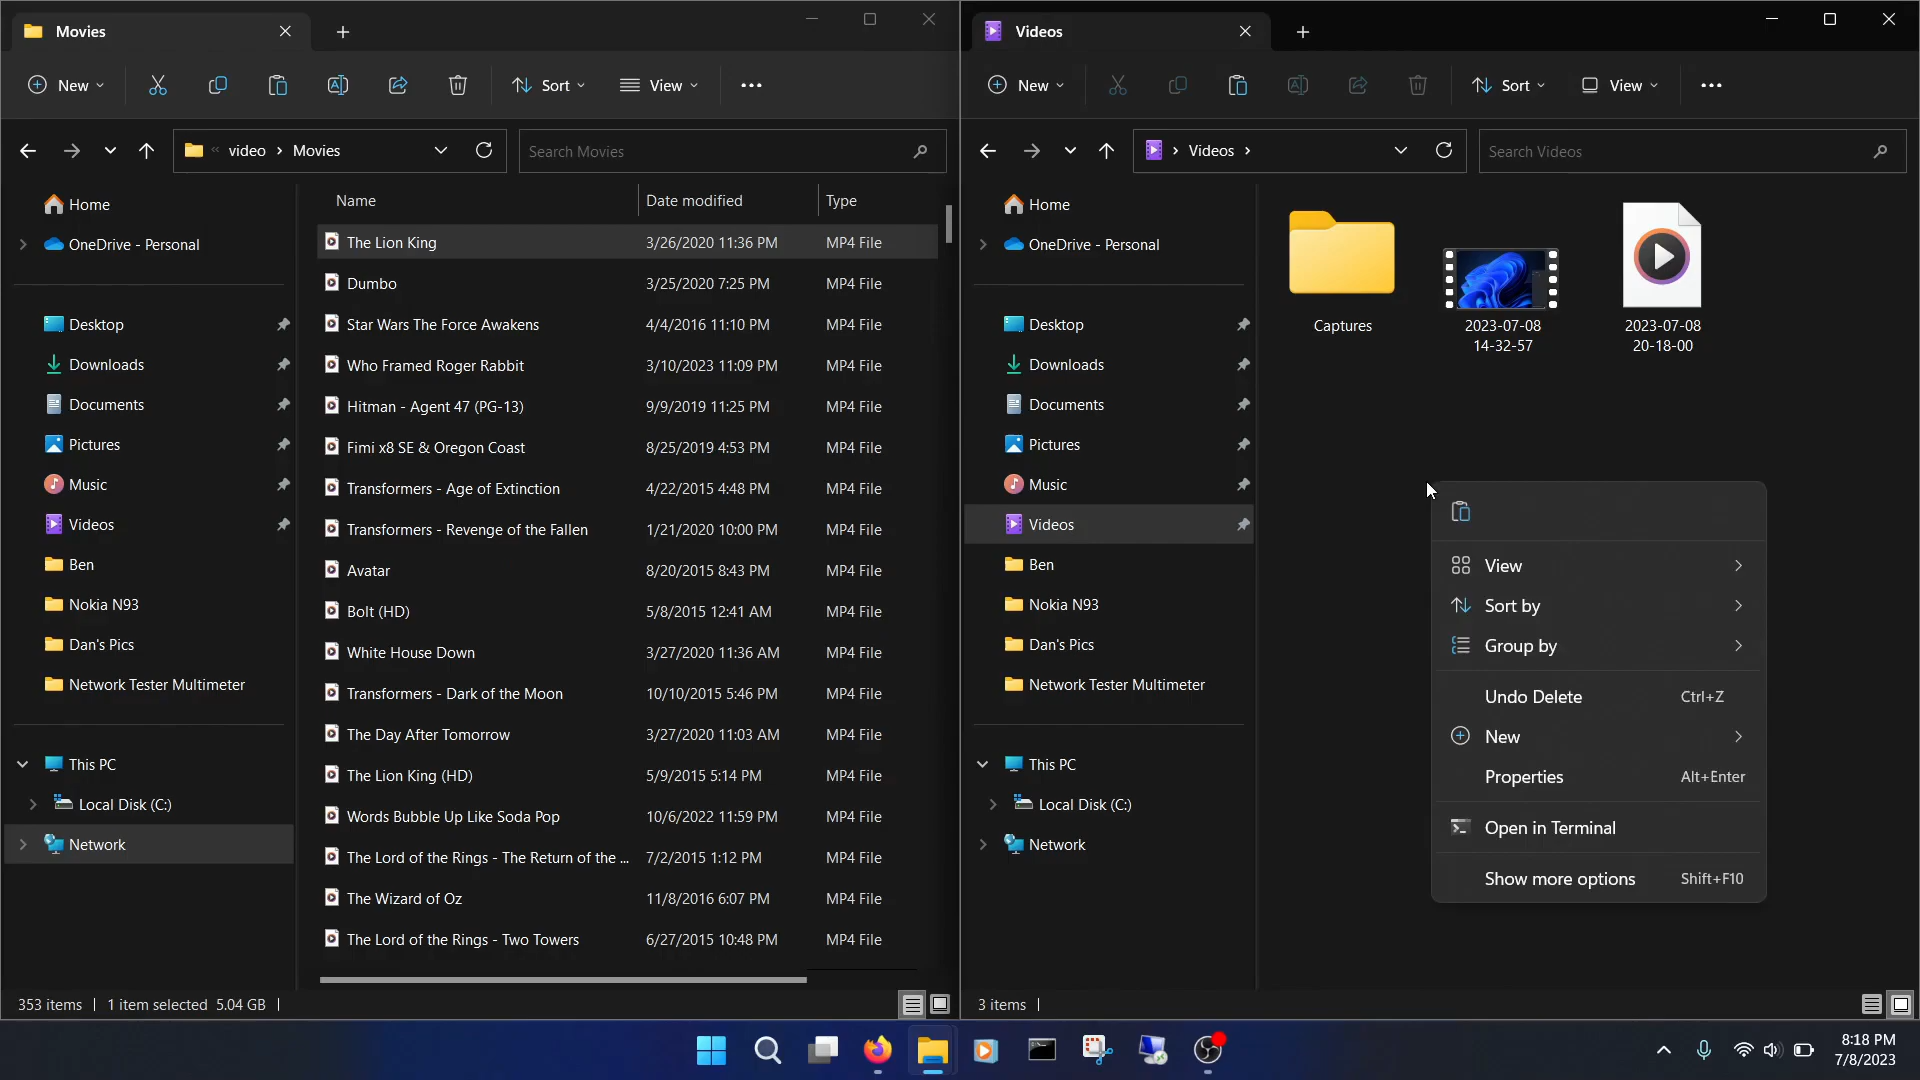 Movies
New
Sort
View
video > Movies
Search Movies
Home
OneDrive - Personal
Desktop
Downloads
Documents
Pictures
Music
Videos
Ben
Nokia N93
Dan's Pics
Network Tester Multimeter
This PC
Local Disk (C:)
Network
Name Date modified Type
The Lion King 3/26/2020 11:36 PM MP4 File
Dumbo 3/25/2020 7:25 PM MP4 File
Star Wars The Force Awakens 4/4/2016 11:10 PM MP4 File
Who Framed Roger Rabbit 3/10/2023 11:09 PM MP4 File
Hitman - Agent 47 (PG-13) 9/9/2019 11:25 PM MP4 File
Fimi x8 SE & Oregon Coast 8/25/2019 4:53 PM MP4 File
Transformers - Age of Extinction 4/22/2015 4:48 PM MP4 File
Transformers - Revenge of the Fallen 1/21/2020 10:00 PM MP4 File
Avatar 8/20/2015 8:43 PM MP4 File
Bolt (HD) 5/8/2015 12:41 AM MP4 File
White House Down 3/27/2020 11:36 AM MP4 File
Transformers - Dark of the Moon 10/10/2015 5:46 PM MP4 File
The Day After Tomorrow 3/27/2020 11:03 AM MP4 File
The Lion King (HD) 5/9/2015 5:14 PM MP4 File
Words Bubble Up Like Soda Pop 10/6/2022 11:59 PM MP4 File
The Lord of the Rings - The Return of the ... 7/2/2015 1:12 PM MP4 File
The Wizard of Oz 11/8/2016 6:07 PM MP4 File
The Lord of the Rings - Two Towers 6/27/2015 10:48 PM MP4 File
353 items | 1 item selected 5.04 GB |
Videos
New
Sort
View
> Videos >
Search Videos
Home
OneDrive - Personal
Desktop
Downloads
Documents
Pictures
Music
Videos
Ben
Nokia N93
Dan's Pics
Network Tester Multimeter
This PC
Local Disk (C:)
Network
Captures
2023-07-08
14-32-57
2023-07-08
20-18-00
View
Sort by
Group by
Undo Delete Ctrl+Z
New
Properties Alt+Enter
Open in Terminal
Show more options Shift+F10
3 items |
8:18 PM
7/8/2023